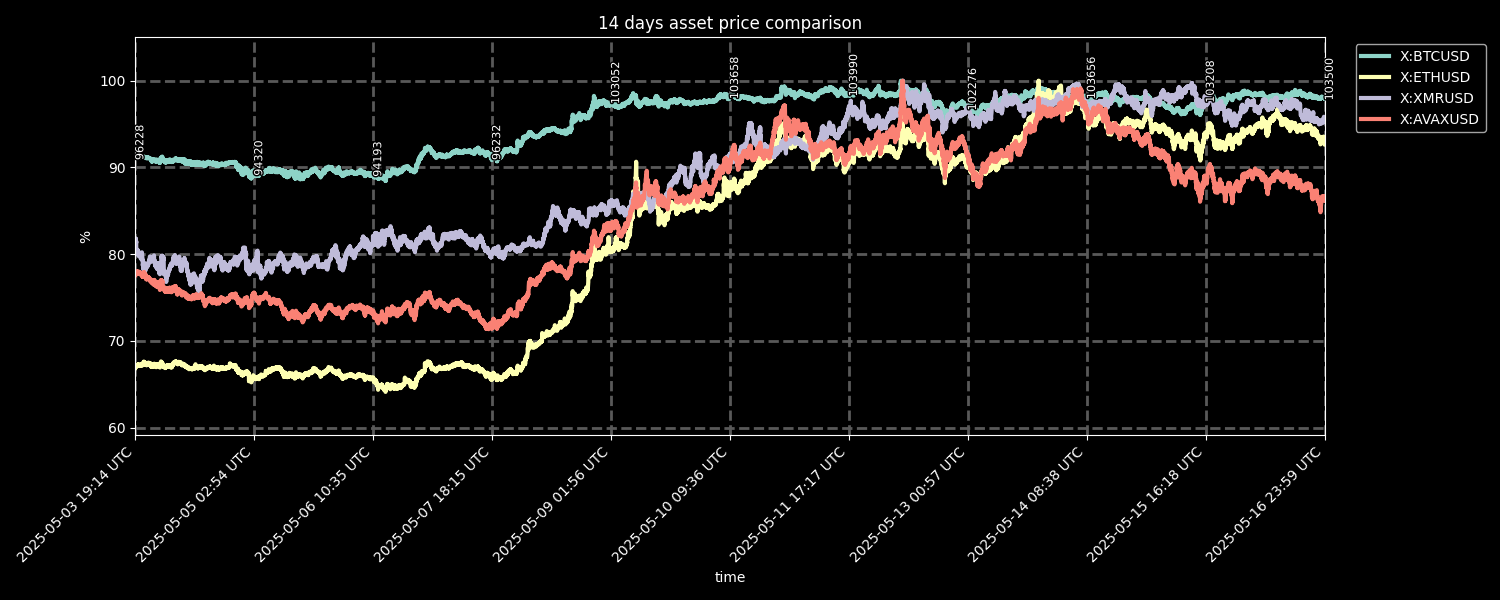 14 days asset price comparison
X:BTCUSD
X:ETHUSD
X:XMRUSD
X:AVAXUSD
100
90
80
70
60
%
96228
94320
94193
96232
103052
103658
103990
102276
103656
103208
103500
2025-05-03 19:14 UTC
2025-05-05 02:54 UTC
2025-05-06 10:35 UTC
2025-05-07 18:15 UTC
2025-05-09 01:56 UTC
2025-05-10 09:36 UTC
2025-05-11 17:17 UTC
2025-05-13 00:57 UTC
2025-05-14 08:38 UTC
2025-05-15 16:18 UTC
2025-05-16 23:59 UTC
time